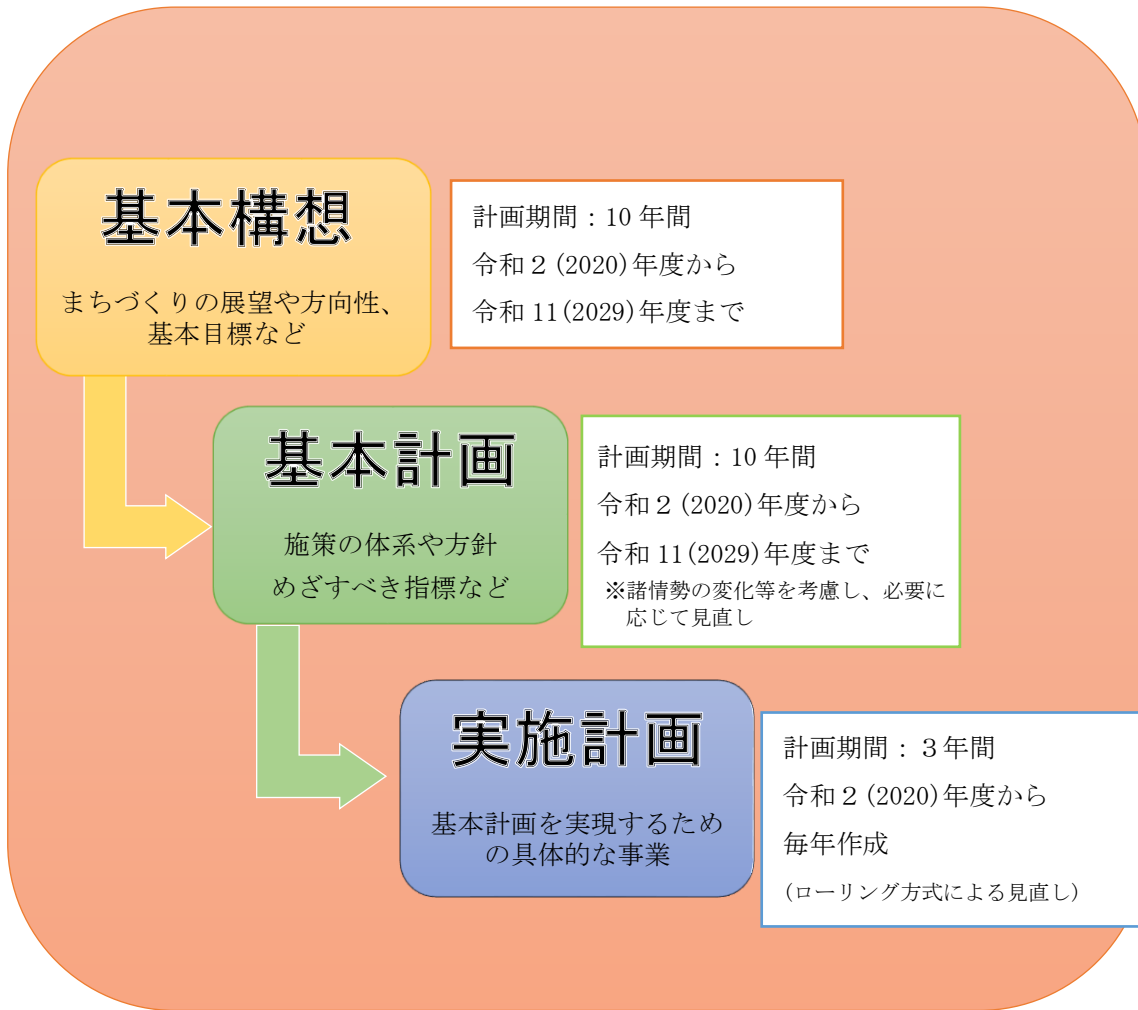 基本構想
まちづくりの展望や方向性、
基本目標など
計画期間：10 年間
令和２(2020)年度から
令和 11(2029)年度まで
基本計画
施策の体系や方針
めざすべき指標など
計画期間：10 年間
令和２(2020)年度から
令和 11(2029)年度まで
※諸情勢の変化等を考慮し、必要に
応じて見直し
実施計画
基本計画を実現するため
の具体的な事業
計画期間：３年間
令和２(2020)年度から
毎年作成
(ローリング方式による見直し)